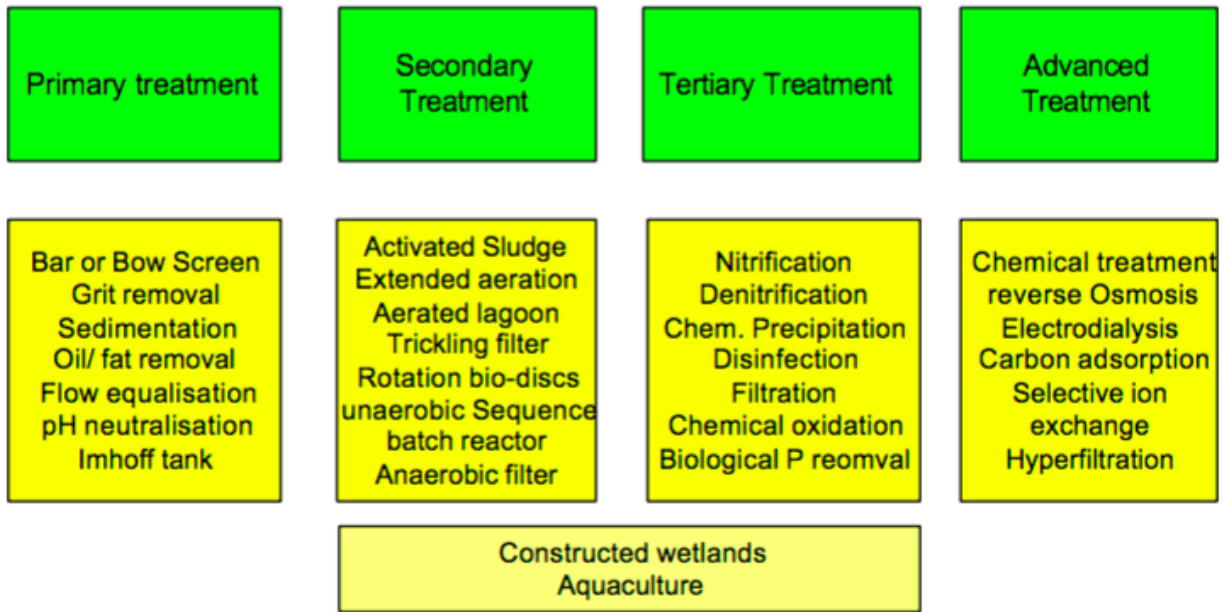 Primary treatment
Secondary
Treatment
Tertiary Treatment
Advanced
Treatment
Bar or Bow Screen
Grit removal
Sedimentation
Oil/ fat removal
Flow equalisation
pH neutralisation
Imhoff tank
Activated Sludge
Extended aeration
Aerated lagoon
Trickling filter
Rotation bio-discs
unaerobic Sequence
batch reactor
Anaerobic filter
Nitrification
Denitrification
Chem. Precipitation
Disinfection
Filtration
Chemical oxidation
Biological P reomval
Chemical treatment
reverse Osmosis
Electrodialysis
Carbon adsorption
Selective ion
exchange
Hyperfiltration
Constructed wetlands
Aquaculture